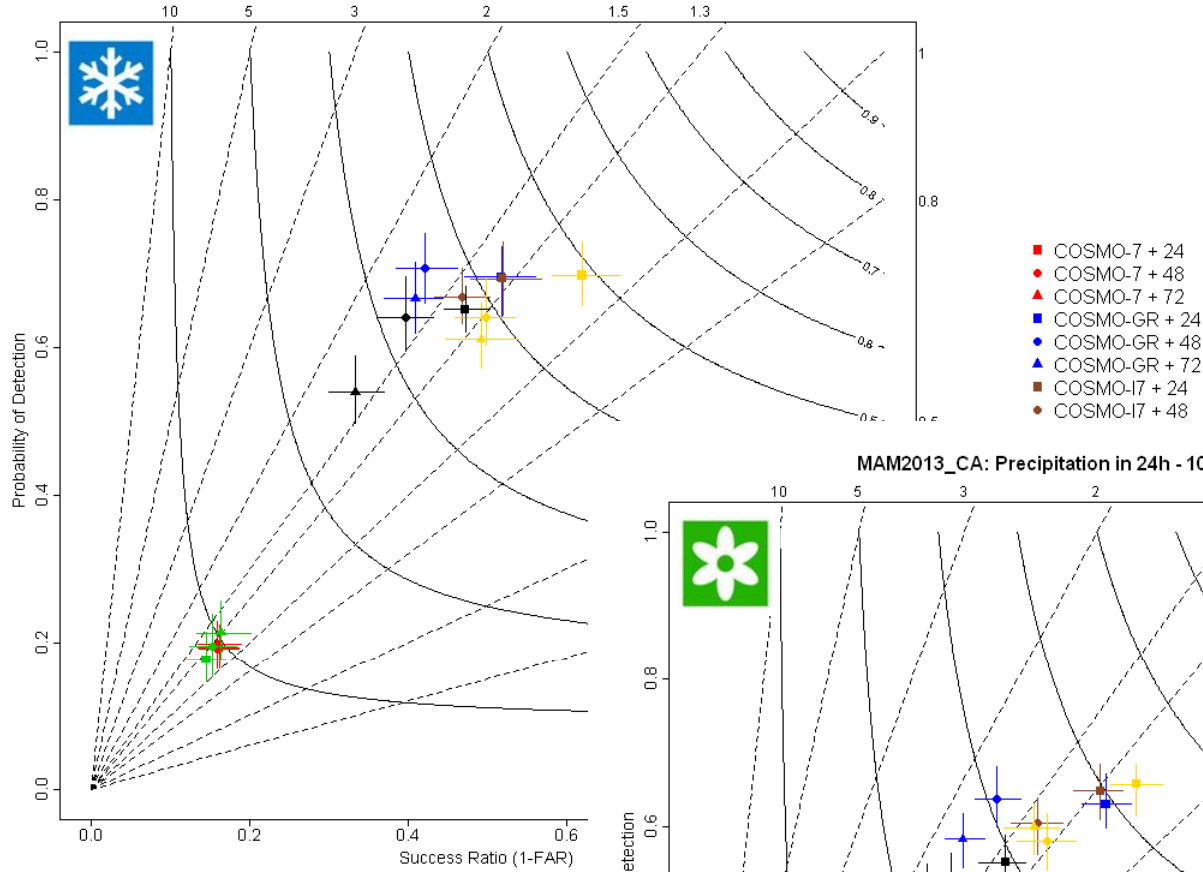 10 5 3 2 1.5 1.3
1.0
1
0.9
0.8
0.8
0.8
0.7
0.6
0.6
0.5
0.4
0.2
0.0
Probability of Detection
0.0 0.2 0.4 0.6
Success Ratio (1-FAR)
COSMO-7 + 24
COSMO-7 + 48
COSMO-7 + 72
COSMO-GR + 24
COSMO-GR + 48
COSMO-GR + 72
COSMO-I7 + 24
COSMO-I7 + 48
MAM2013_CA: Precipitation in 24h - 10
10 5 3 2
1.0
0.8
0.6
etection